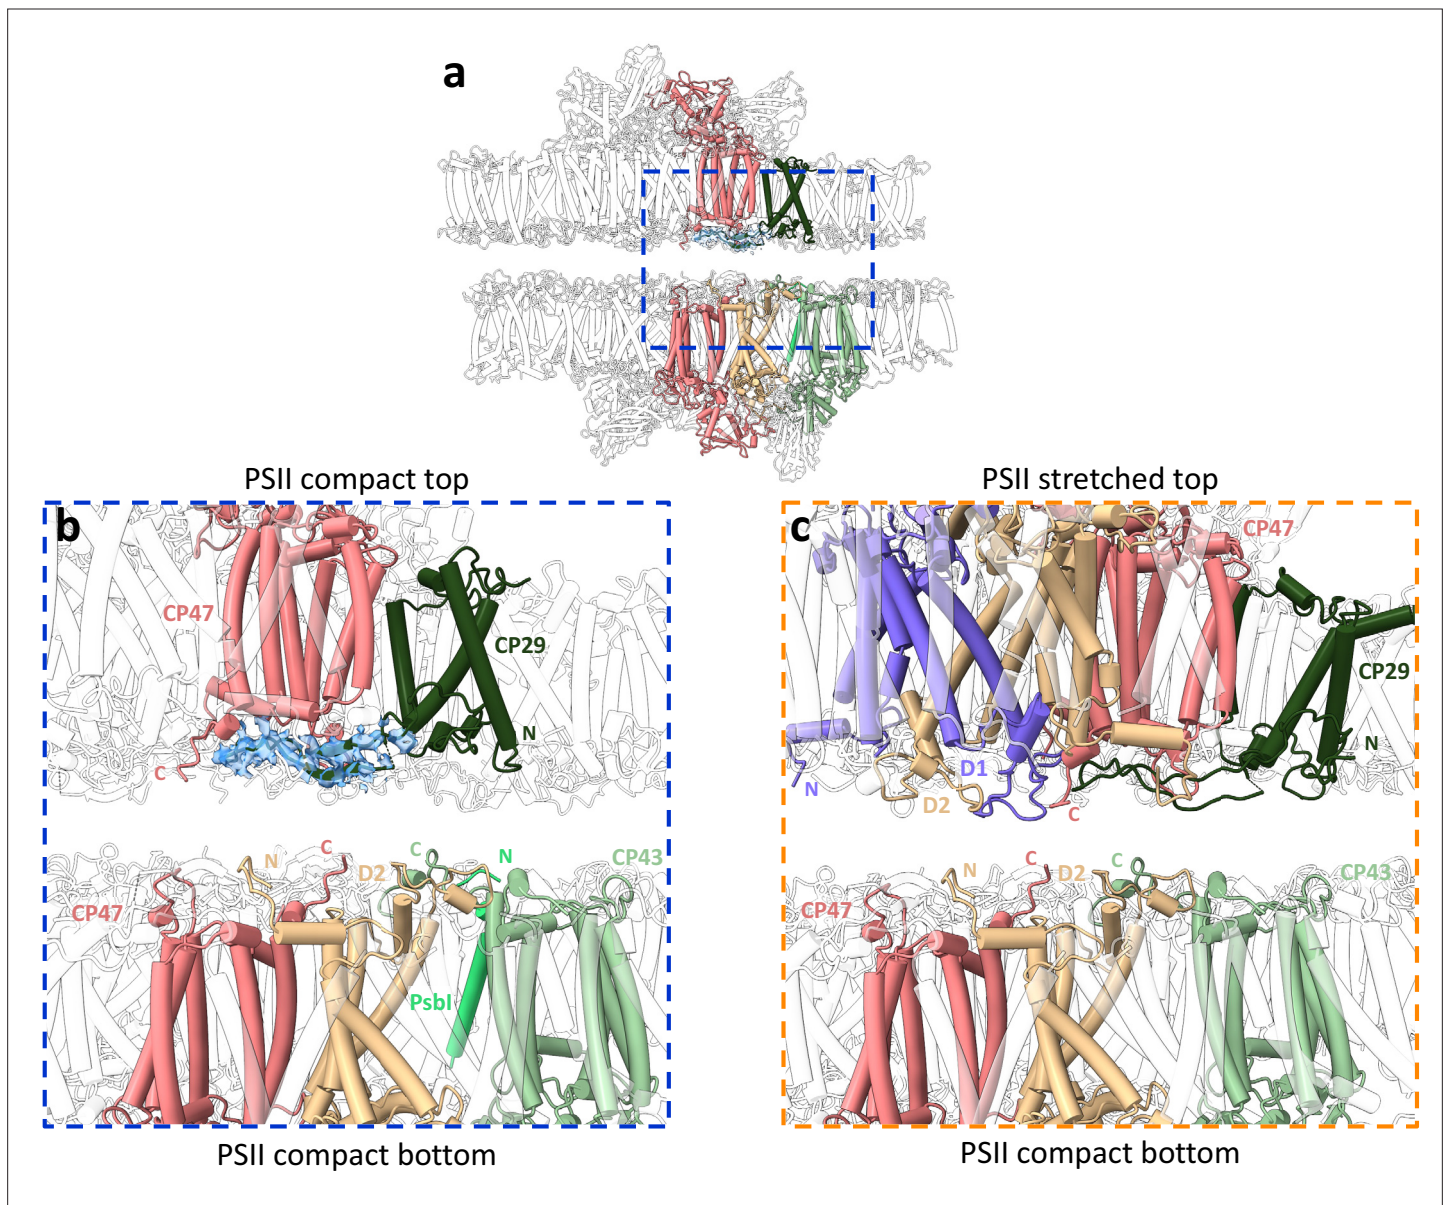 a
PSII compact top
PSII stretched top
b
CP47
CP29
N
C
N
C
D2
C
N
CP43
CP47
PsbI
PSII compact bottom
c
CP47
CP29
N
D1
N
D2
C
N
C
D2
C
CP43
CP47
PSII compact bottom